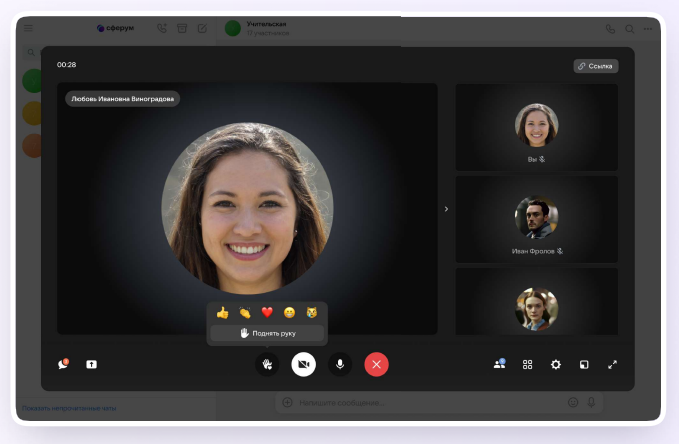 сферум
Учительская
17 участников
00:28
Ссылка
Любовь Ивановна Виноградова
Вы
Иван Фролов
Поднять руку
Показать непрочитанные чаты
Напишите сообщение...